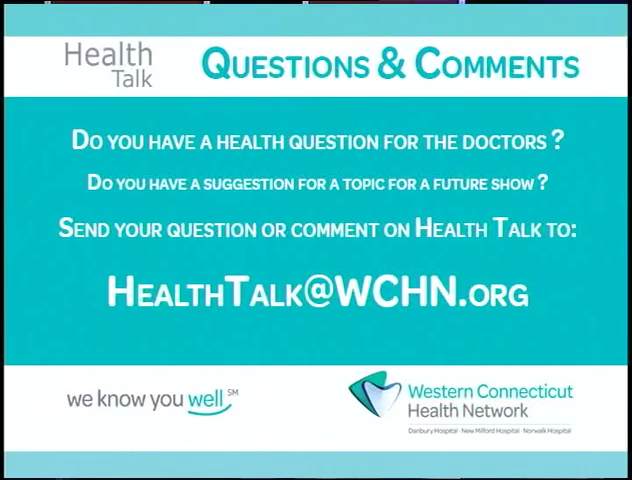 Health
Talk
Questions & Comments
Do you have a health question for the doctors?
Do you have a suggestion for a topic for a future show?
Send your question or comment on Health Talk to:
HealthTalk@WCHN.org
we know you well SM
Western Connecticut
Health Network
Danbury Hospital · New Milford Hospital · Norwalk Hospital